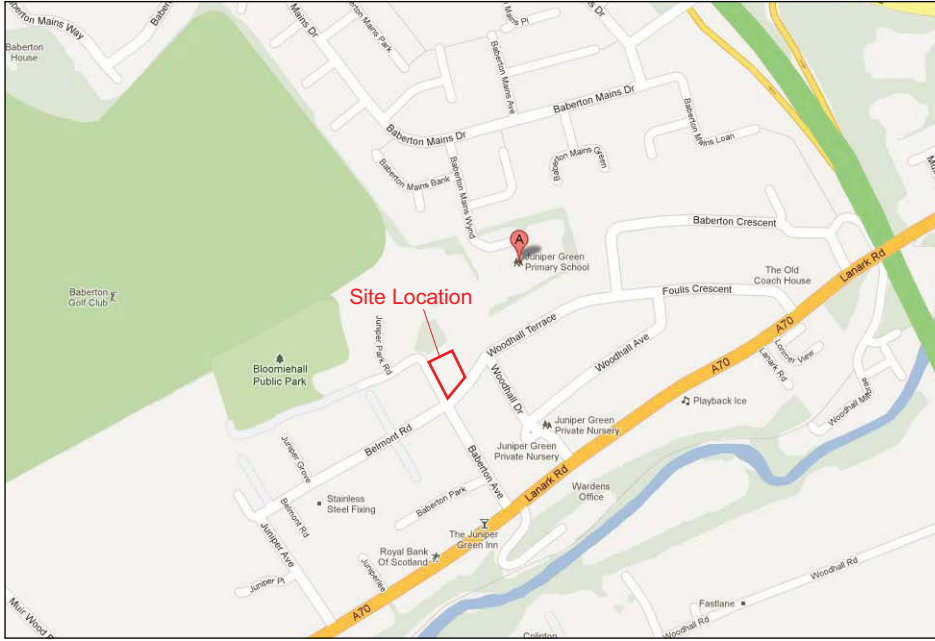 Baberton Mains Way
Baberton
House
Baberton
Mains Dr
Baberton Mains Park
Mains Pl
Mains Dr
Baberton Mains Ave
Baberton Mains Dr
Baberton Mains Dr
Baberton Mains Bank
Baberton Mains Wynd
Baberton Mains Green
Baberton Mains Loan
Baberton Crescent
Lanark Rd
A
Juniper Green
Primary School
The Old
Coach House
Foulis Crescent
Baberton
Golf Club
Site Location
Juniper Park Rd
Woodhall Terrace
Bloomiehall
Public Park
Woodhall Ave
Woodhall Dr
A70
A70
Lanark Rd
Lorimer View
Playback Ice
Juniper Green
Private Nursery
Juniper Green
Private Nursery
Belmont Rd
Baberton Ave
Juniper Grove
Belmont Rd
Stainless
Steel Fixing
Baberton Park
Lanark Rd
Wardens
Office
The Juniper
Green Inn
Royal Bank
Of Scotland
Juniper Ave
Juniper Pl
Juniperlee
A70
Woodhall Rd
Fastlane
Woodhall Rd
Colinton